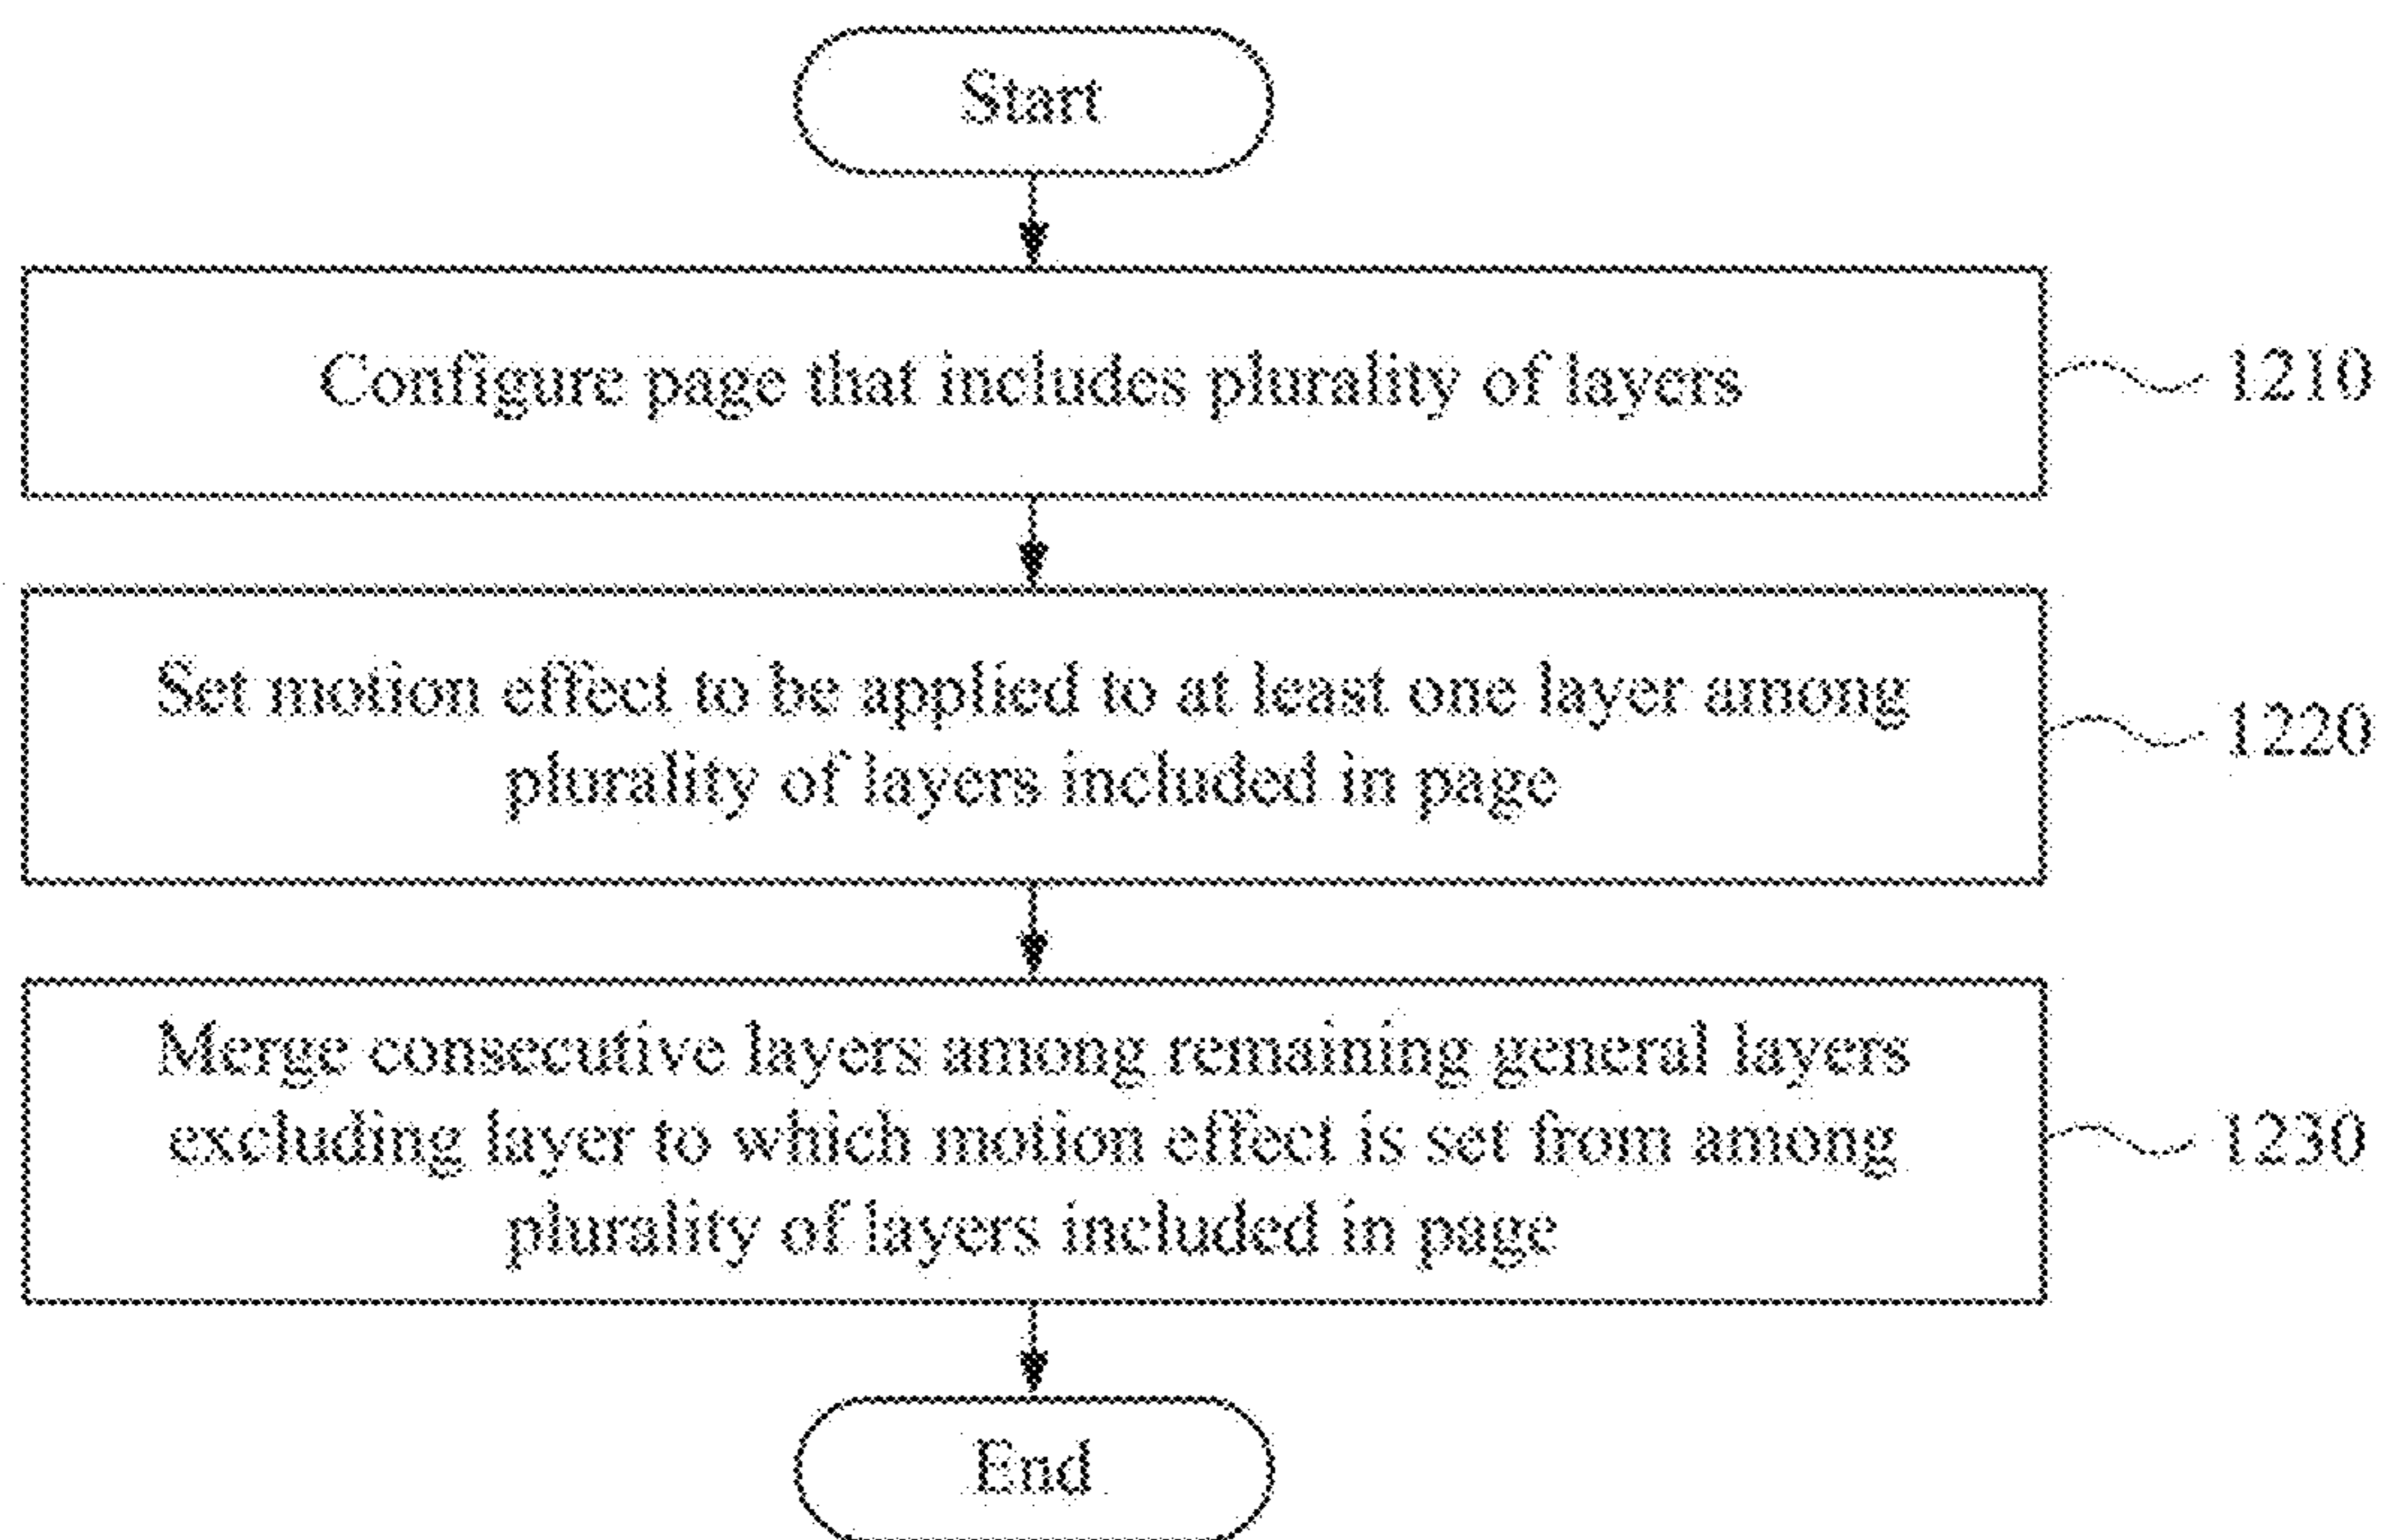 Start
Configure page that includes plurality of layers
1210
Set motion effect to be applied to at least one layer among
plurality of layers included in page
1220
Merge consecutive layers among remaining general layers
excluding layer to which motion effect is set from among
plurality of layers included in page
1230
End